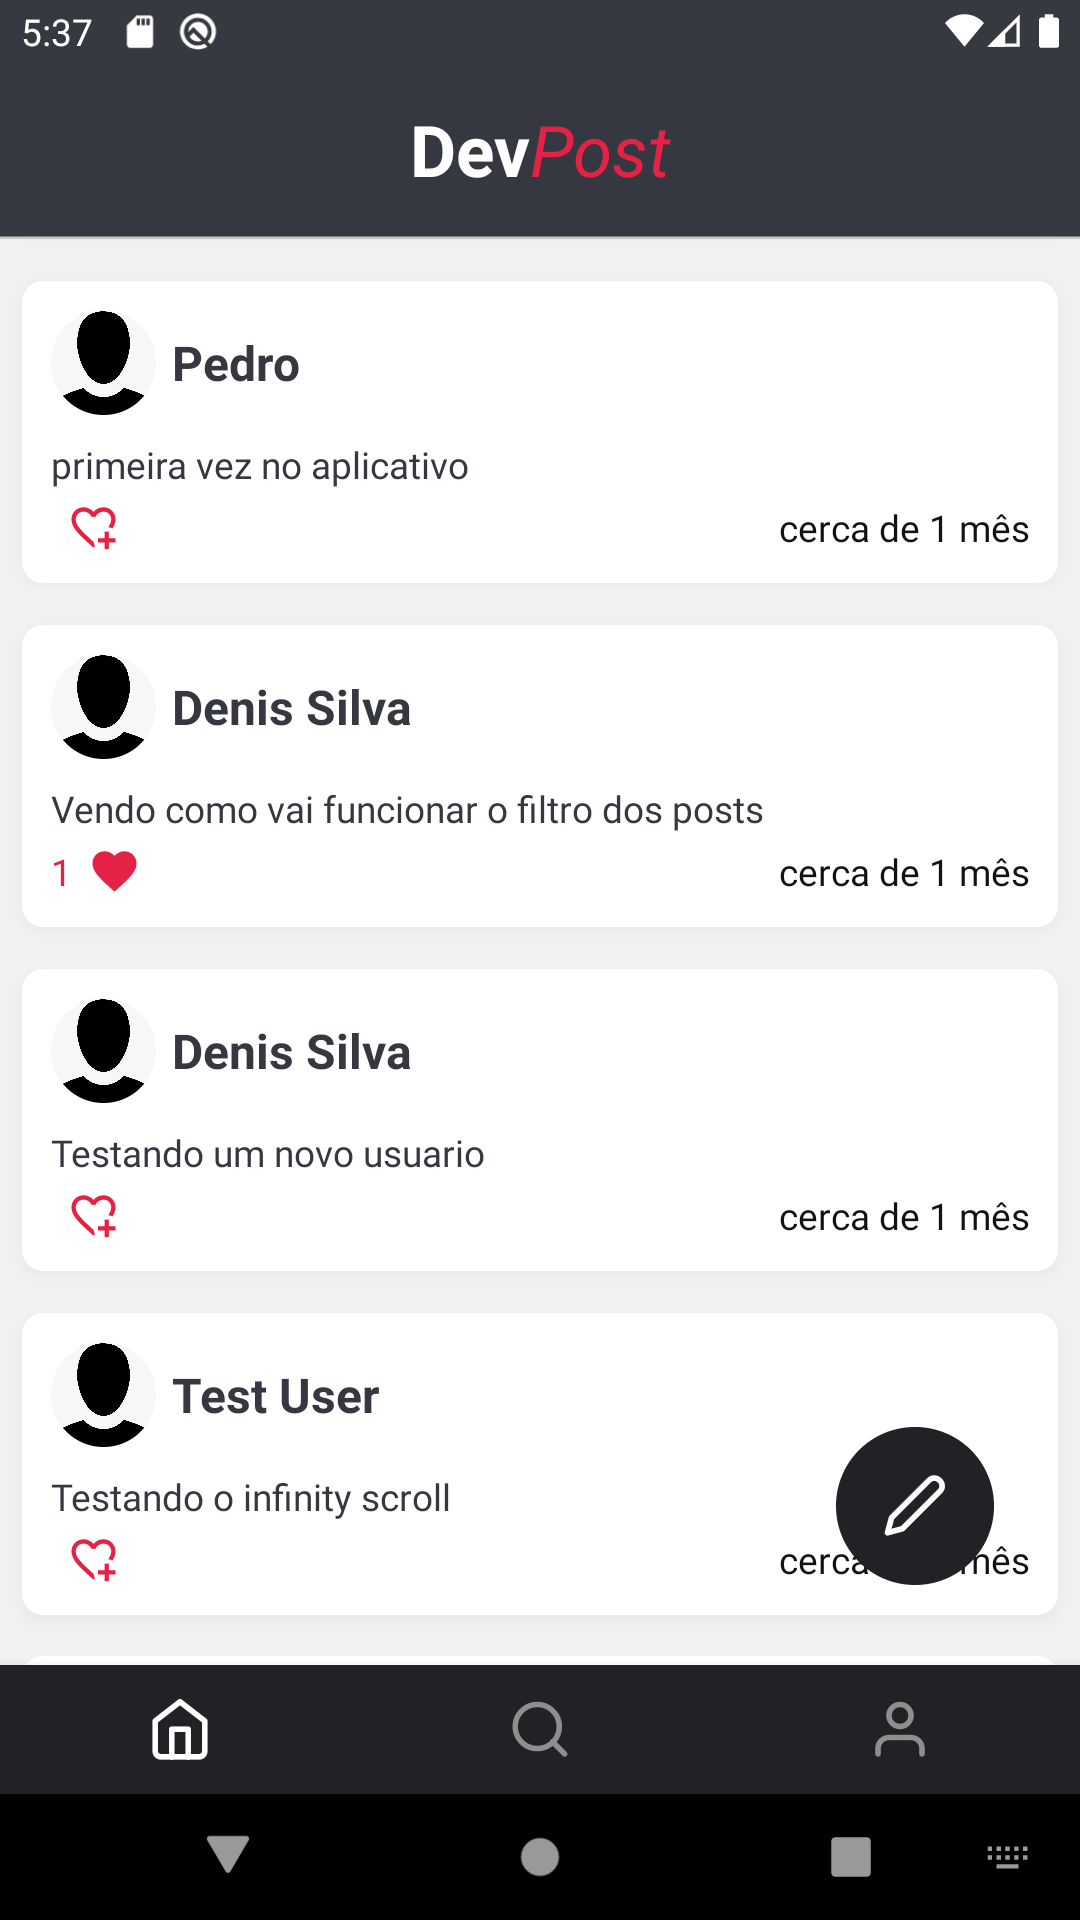 5:37
DevPost
Pedro
primeira vez no aplicativo
cerca de 1 mês
Denis Silva
Vendo como vai funcionar o filtro dos posts
1 cerca de 1 mês
Denis Silva
Testando um novo usuario
cerca de 1 mês
Test User
Testando o infinity scroll
cerca mês